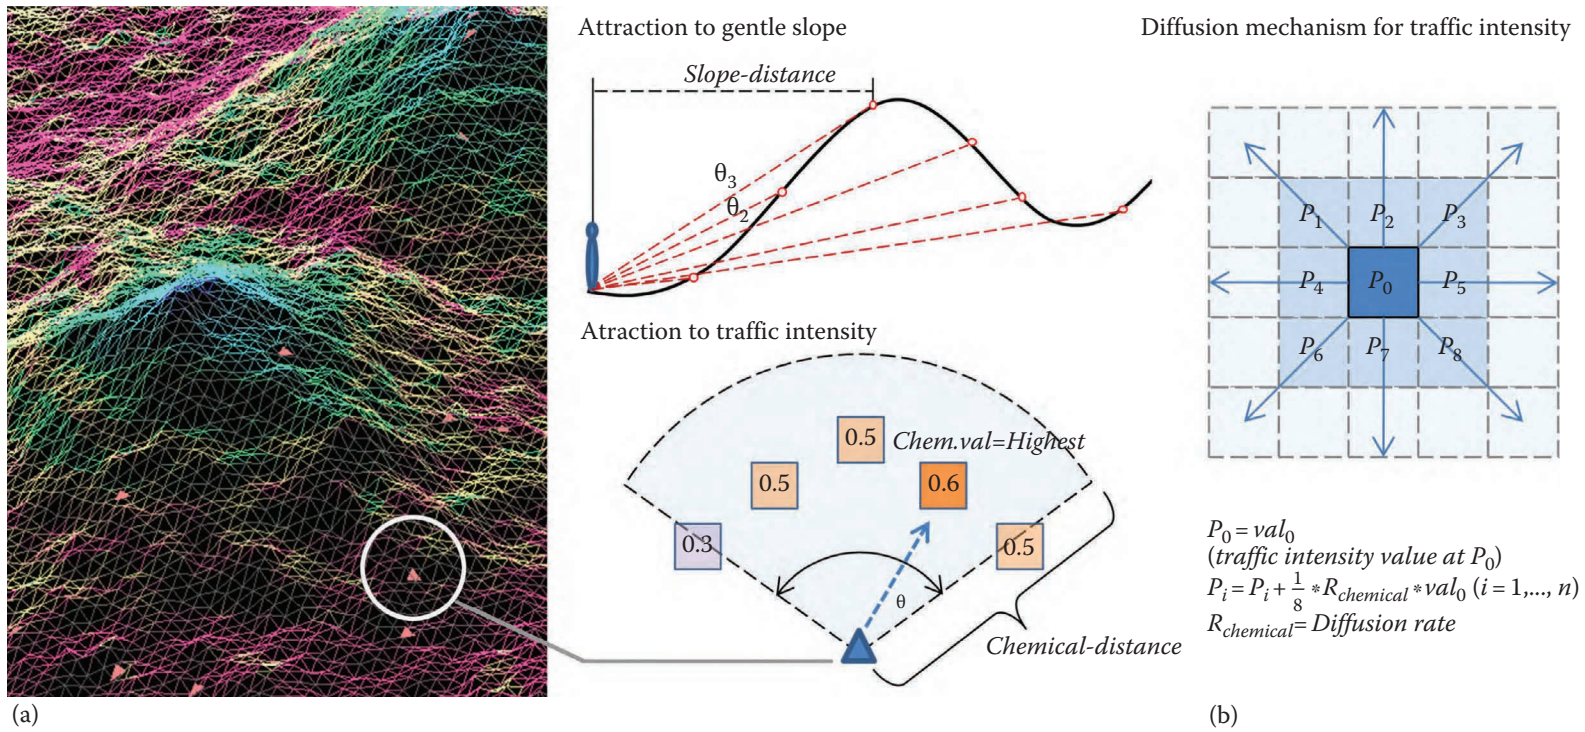 Attraction to gentle slope
Slope-distance
θ3
θ2
Atraction to traffic intensity
0.5
Chem.val=Highest
0.5
0.6
0.3
0.5
θ
Chemical-distance
(a)
Diffusion mechanism for traffic intensity
P1 P2 P3
P4 P0 P5
P6 P7 P8
P0 = val0
(traffic intensity value at P0)
Pi = Pi + 1/8 * Rchemical * val0 (i = 1,..., n)
Rchemical= Diffusion rate
(b)